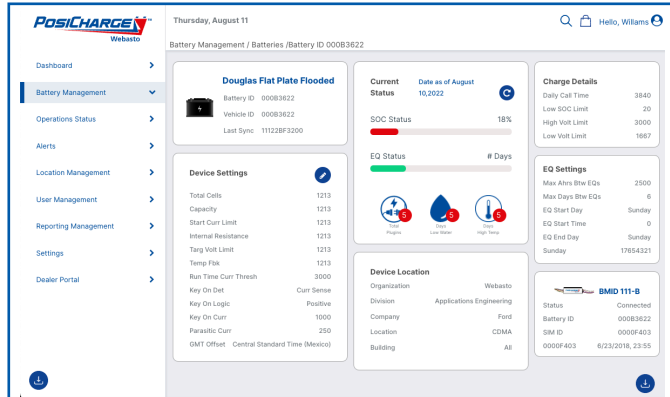 POSICHARGE
Webasto
Thursday, August 11
Hello, Willams
Battery Management / Batteries /Battery ID 000B3622
Dashboard
Battery Management
Operations Status
Alerts
Location Management
User Management
Reporting Management
Settings
Dealer Portal
Douglas Flat Plate Flooded
Battery ID 000B3622
Vehicle ID 000B3622
Last Sync 11122BF3200
Device Settings
Total Cells 1213
Capacity 1213
Start Curr Limit 1213
Internal Resistance 1213
Targ Volt Limit 1213
Temp Fbk 1213
Run Time Curr Thresh 3000
Key On Det Curr Sense
Key On Logic Positive
Key On Curr 1000
Parasitic Curr 250
GMT Offset Central Standard Time (Mexico)
Current Status
Date as of August 10,2022
SOC Status 18%
EQ Status # Days
5
5
5
Total Plugins
Days Low Water
Days High Temp
Device Location
Organization Webasto
Division Applications Engineering
Company Ford
Location CDMA
Building All
Charge Details
Daily Call Time 3840
Low SOC Limit 20
High Volt Limit 3000
Low Volt Limit 1667
EQ Settings
Max Ahrs Btw EQs 2500
Max Days Btw EQs 6
EQ Start Day Sunday
EQ Start Time 0
EQ End Day Sunday
Sunday 17654321
BMID 111-B
Status Connected
Battery ID 000B3622
SIM ID 0000F403
0000F403 6/23/2018, 23:55